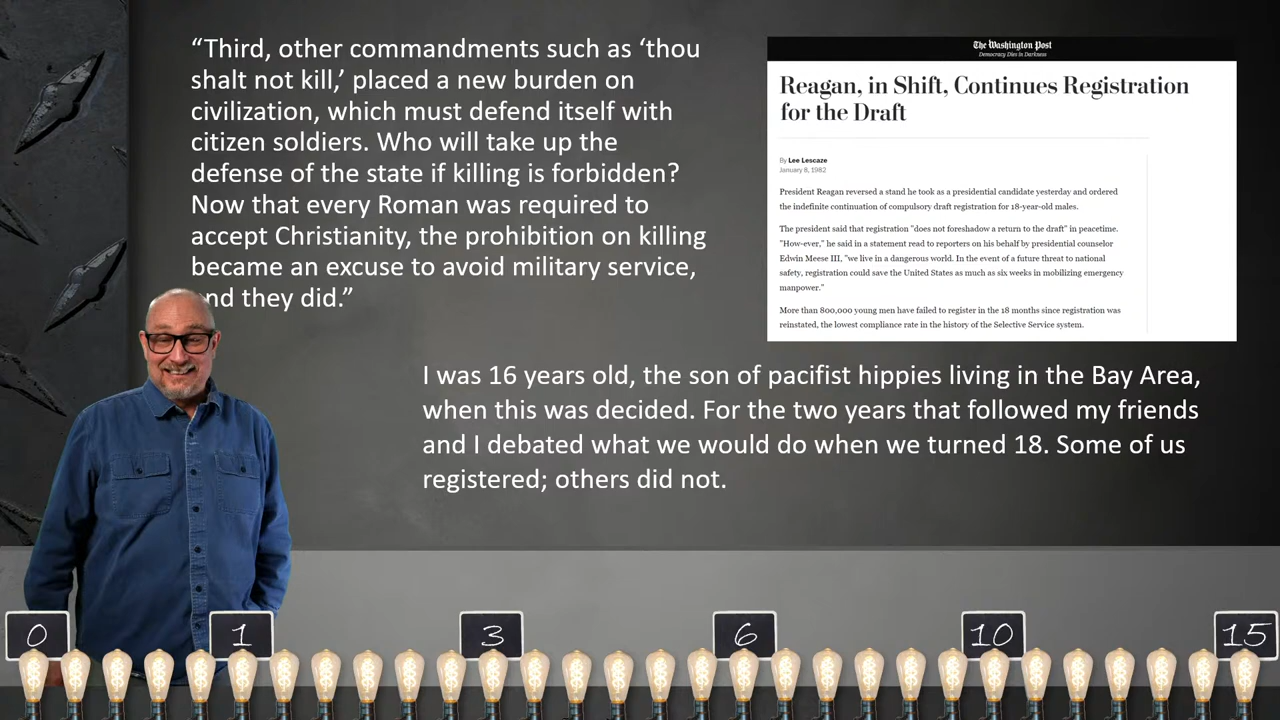 “Third, other commandments such as ‘thou
shalt not kill,’ placed a new burden on
civilization, which must defend itself with
citizen soldiers. Who will take up the
defense of the state if killing is forbidden?
Now that every Roman was required to
accept Christianity, the prohibition on killing
became an excuse to avoid military service,
and they did.”
The Washington Post
Democracy Dies in Darkness
Reagan, in Shift, Continues Registration
for the Draft
By Lee Lescaze
January 8, 1982
President Reagan reversed a stand he took as a presidential candidate yesterday and ordered
the indefinite continuation of compulsory draft registration for 18-year-old males.
The president said that registration "does not foreshadow a return to the draft" in peacetime.
"How-ever," he said in a statement read to reporters on his behalf by presidential counselor
Edwin Meese III, "we live in a dangerous world. In the event of a future threat to national
safety, registration could save the United States as much as six weeks in mobilizing emergency
manpower."
More than 800,000 young men have failed to register in the 18 months since registration was
reinstated, the lowest compliance rate in the history of the Selective Service system.
I was 16 years old, the son of pacifist hippies living in the Bay Area,
when this was decided. For the two years that followed my friends
and I debated what we would do when we turned 18. Some of us
registered; others did not.
0 1 3 6 10 15